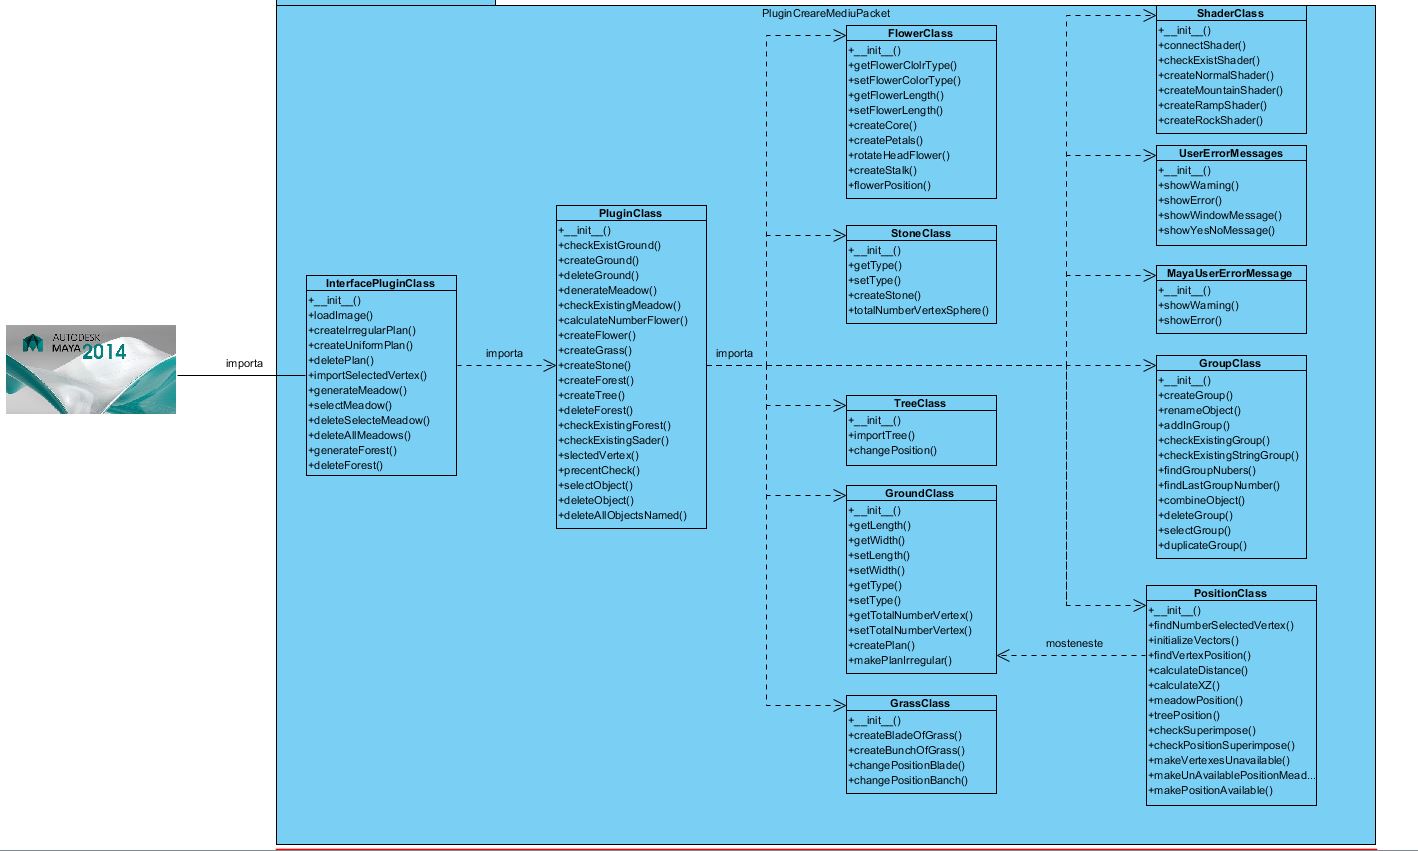 PluginCreareMediuPacket
AUTODESK
MAYA 2014
importa
InterfacePluginClass
+__init__()
+loadImage()
+createIrregularPlan()
+createUniformPlan()
+deletePlan()
+importSelectedVertex()
+generateMeadow()
+selectMeadow()
+deleteSelecteMeadow()
+deleteAllMeadows()
+generateForest()
+deleteForest()
importa
PluginClass
+__init__()
+checkExistGround()
+createGround()
+deleteGround()
+denerateMeadow()
+checkExistingMeadow()
+calculateNumberFlower()
+createFlower()
+createGrass()
+createStone()
+createForest()
+createTree()
+deleteForest()
+checkExistingForest()
+checkExistingSader()
+slectedVertex()
+precentCheck()
+selectObject()
+deleteObject()
+deleteAllObjectsNamed()
importa
FlowerClass
+__init__()
+getFlowerClolrType()
+setFlowerColorType()
+getFlowerLength()
+setFlowerLength()
+createCore()
+createPetals()
+rotateHeadFlower()
+createStalk()
+flowerPosition()
StoneClass
+__init__()
+getType()
+setType()
+createStone()
+totalNumberVertexSphere()
TreeClass
+__init__()
+importTree()
+changePosition()
GroundClass
+__init__()
+getLength()
+getWidth()
+setLength()
+setWidth()
+getType()
+setType()
+getTotalNumberVertex()
+setTotalNumberVertex()
+createPlan()
+makePlanIrregular()
GrassClass
+__init__()
+createBladeOfGrass()
+createBunchOfGrass()
+changePositionBlade()
+changePositionBanch()
ShaderClass
+__init__()
+connectShader()
+checkExistShader()
+createNormalShader()
+createMountainShader()
+createRampShader()
+createRockShader()
UserErrorMessages
+__init__()
+showWarning()
+showError()
+showWindowMessage()
+showYesNoMessage()
MayaUserErrorMessage
+__init__()
+showWarning()
+showError()
GroupClass
+__init__()
+createGroup()
+renameObject()
+addInGroup()
+checkExistingGroup()
+checkExistingStringGroup()
+findGroupNubers()
+findLastGroupNumber()
+combineObject()
+deleteGroup()
+selectGroup()
+duplicateGroup()
mosteneste
PositionClass
+__init__()
+findNumberSelectedVertex()
+initializeVectors()
+findVertexPosition()
+calculateDistance()
+calculateXZ()
+meadowPosition()
+treePosition()
+checkSuperimpose()
+checkPositionSuperimpose()
+makeVertexesUnavailable()
+makeUnAvailablePositionMead...
+makePositionAvailable()